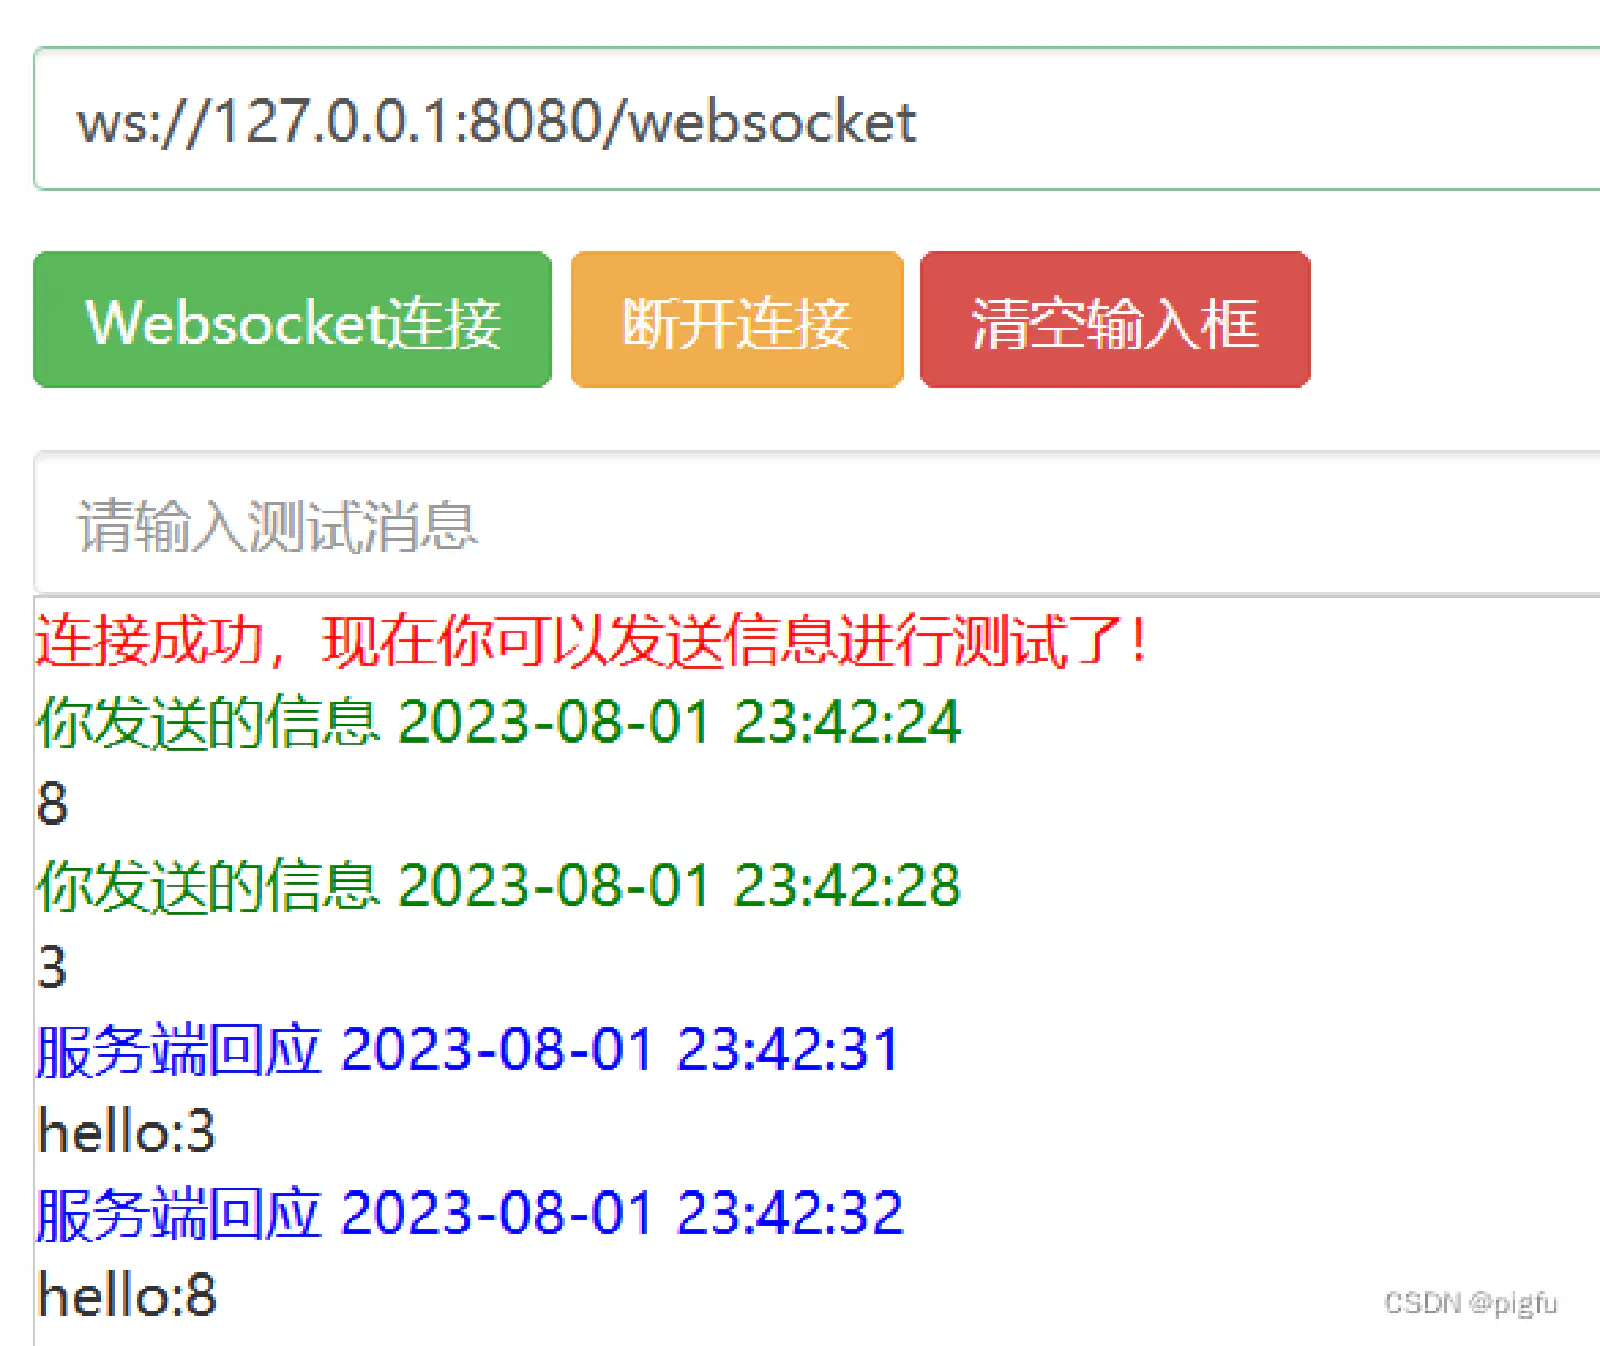 ws://127.0.0.1:8080/websocket
Websocket连接 断开连接 清空输入框
请输入测试消息
连接成功，现在你可以发送信息进行测试了！
你发送的信息 2023-08-01 23:42:24
8
你发送的信息 2023-08-01 23:42:28
3
服务端回应 2023-08-01 23:42:31
hello:3
服务端回应 2023-08-01 23:42:32
hello:8
CSDN @pigfu